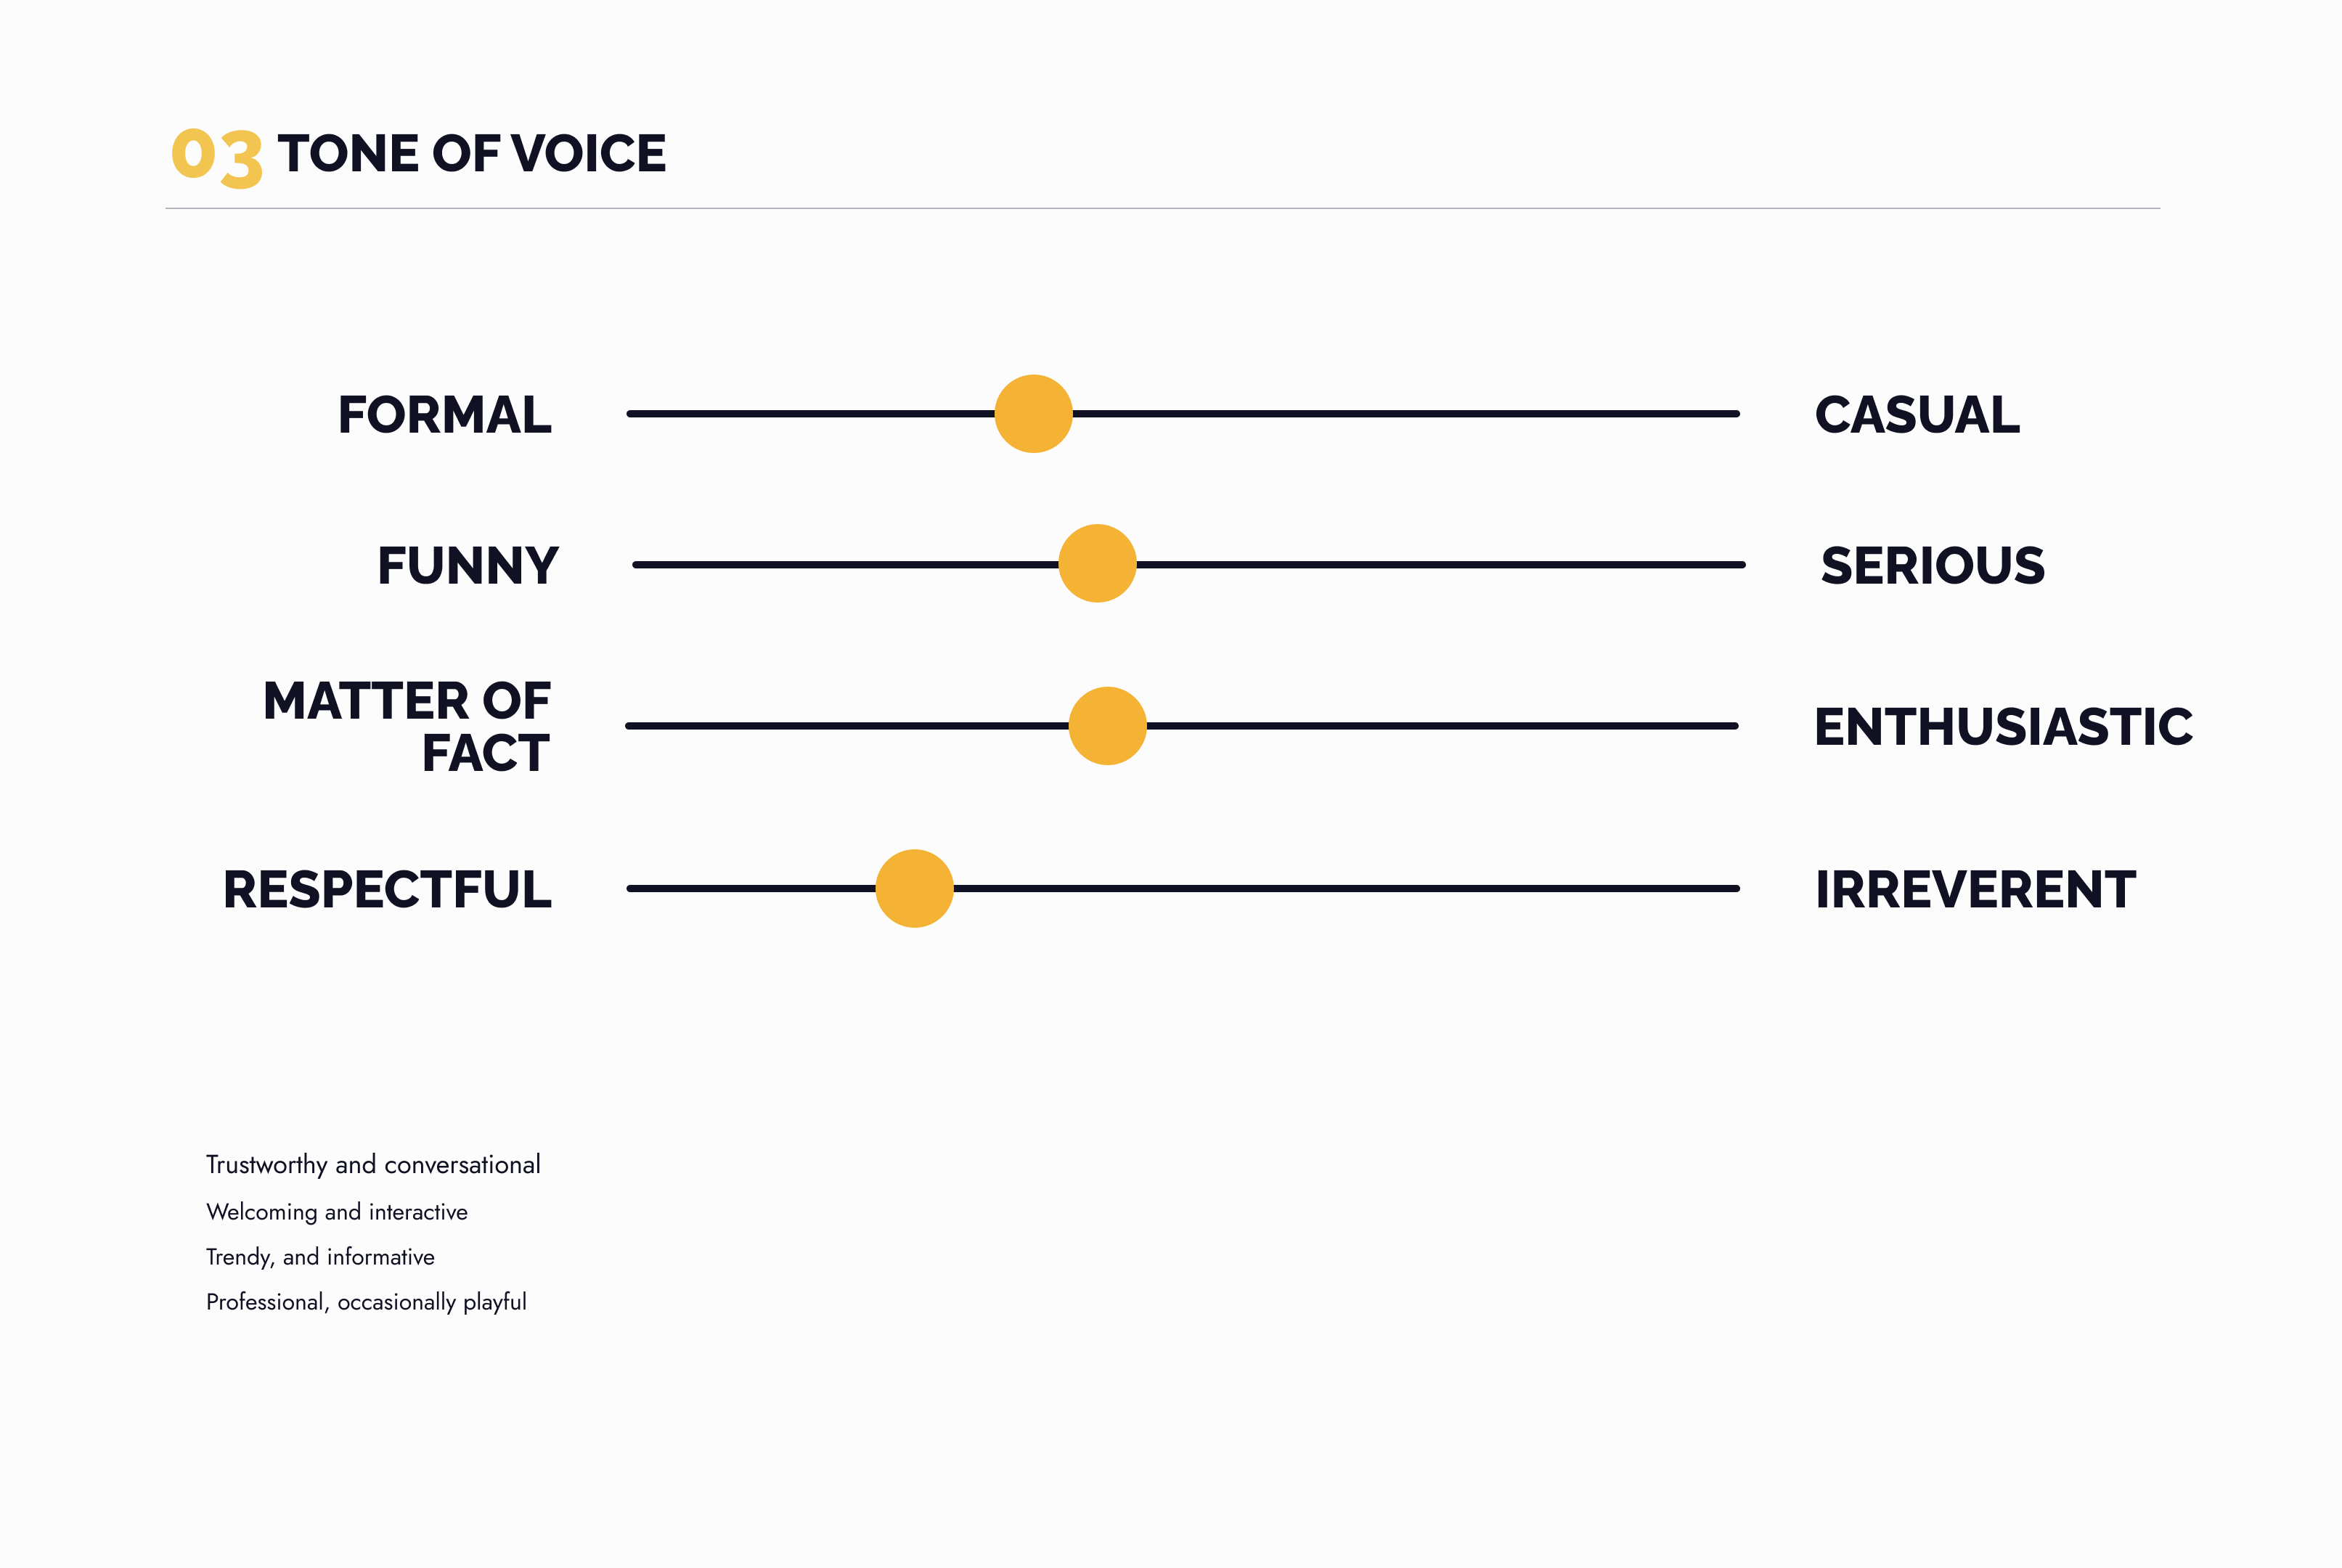 03 TONE OF VOICE
FORMAL CASUAL
FUNNY SERIOUS
MATTER OF
FACT ENTHUSIASTIC
RESPECTFUL IRREVERENT
Trustworthy and conversational
Welcoming and interactive
Trendy, and informative
Professional, occasionally playful